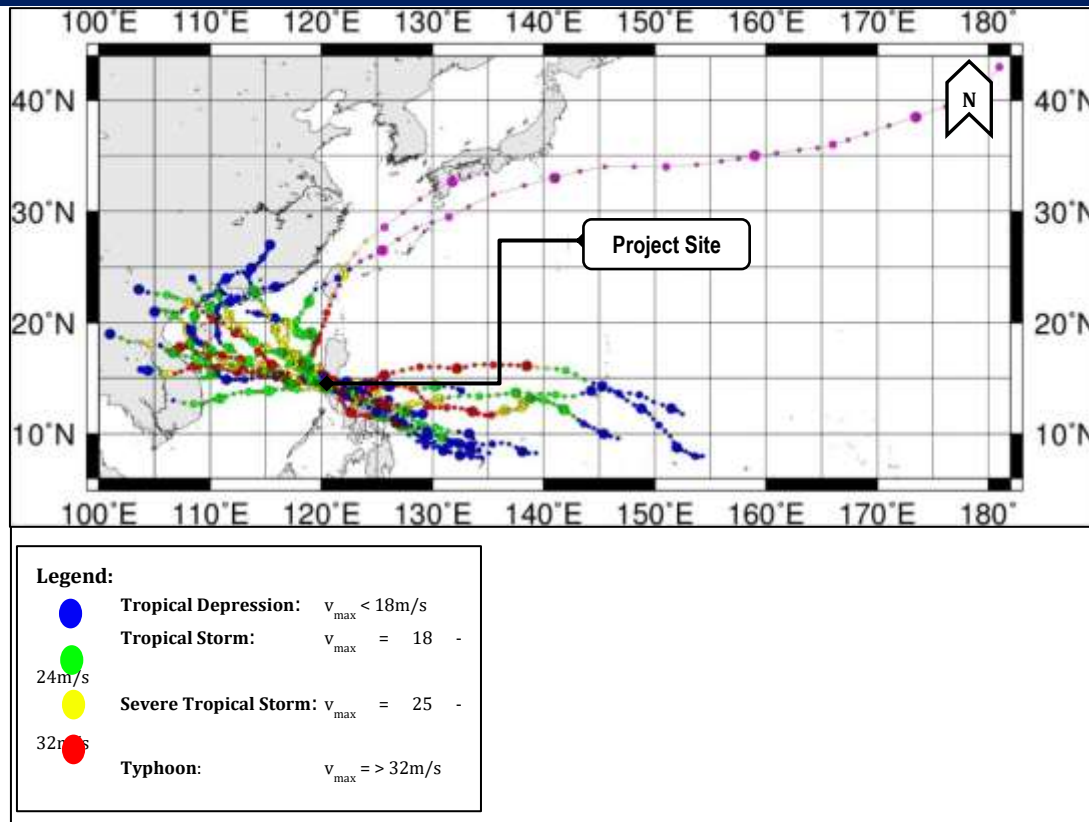 100°E 110°E 120°E 130°E 140°E 150°E 160°E 170°E 180°
40°N 40°N
N
30°N 30°N
Project Site
20°N 20°N
10°N 10°N
100°E 110°E 120°E 130°E 140°E 150°E 160°E 170°E 180°
Legend:
Tropical Depression: vmax < 18m/s
Tropical Storm: vmax = 18 -
24m/s
Severe Tropical Storm: vmax = 25 -
32m/s
Typhoon: vmax = > 32m/s